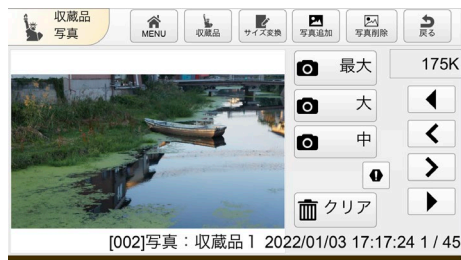 収蔵品
写真
MENU
収蔵品
サイズ変換
写真追加
写真削除
戻る
最大
175K
大
中
クリア
[002]写真：収蔵品1 2022/01/03 17:17:24 1 / 45